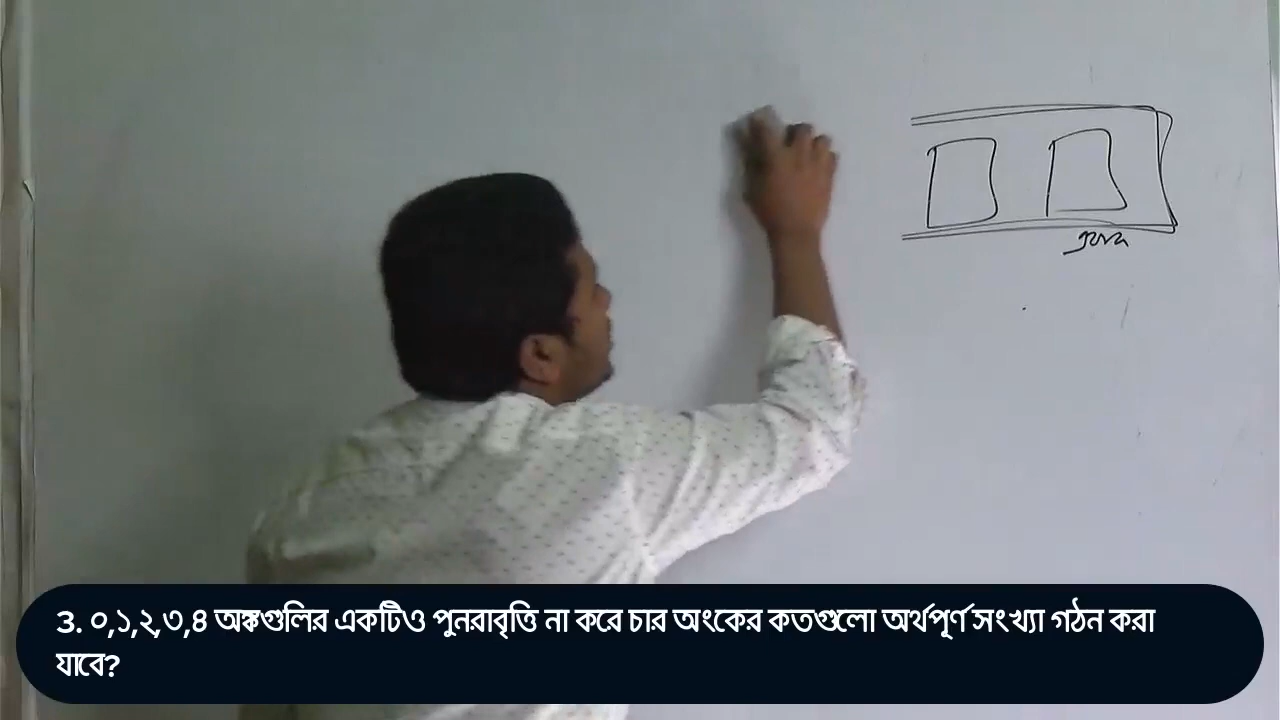 3. ০,১,২,৩,৪ অঙ্কগুলির একটিও পুনরাবৃত্তি না করে চার অংকের কতগুলো অর্থপূর্ণ সংখ্যা গঠন করা
যাবে?